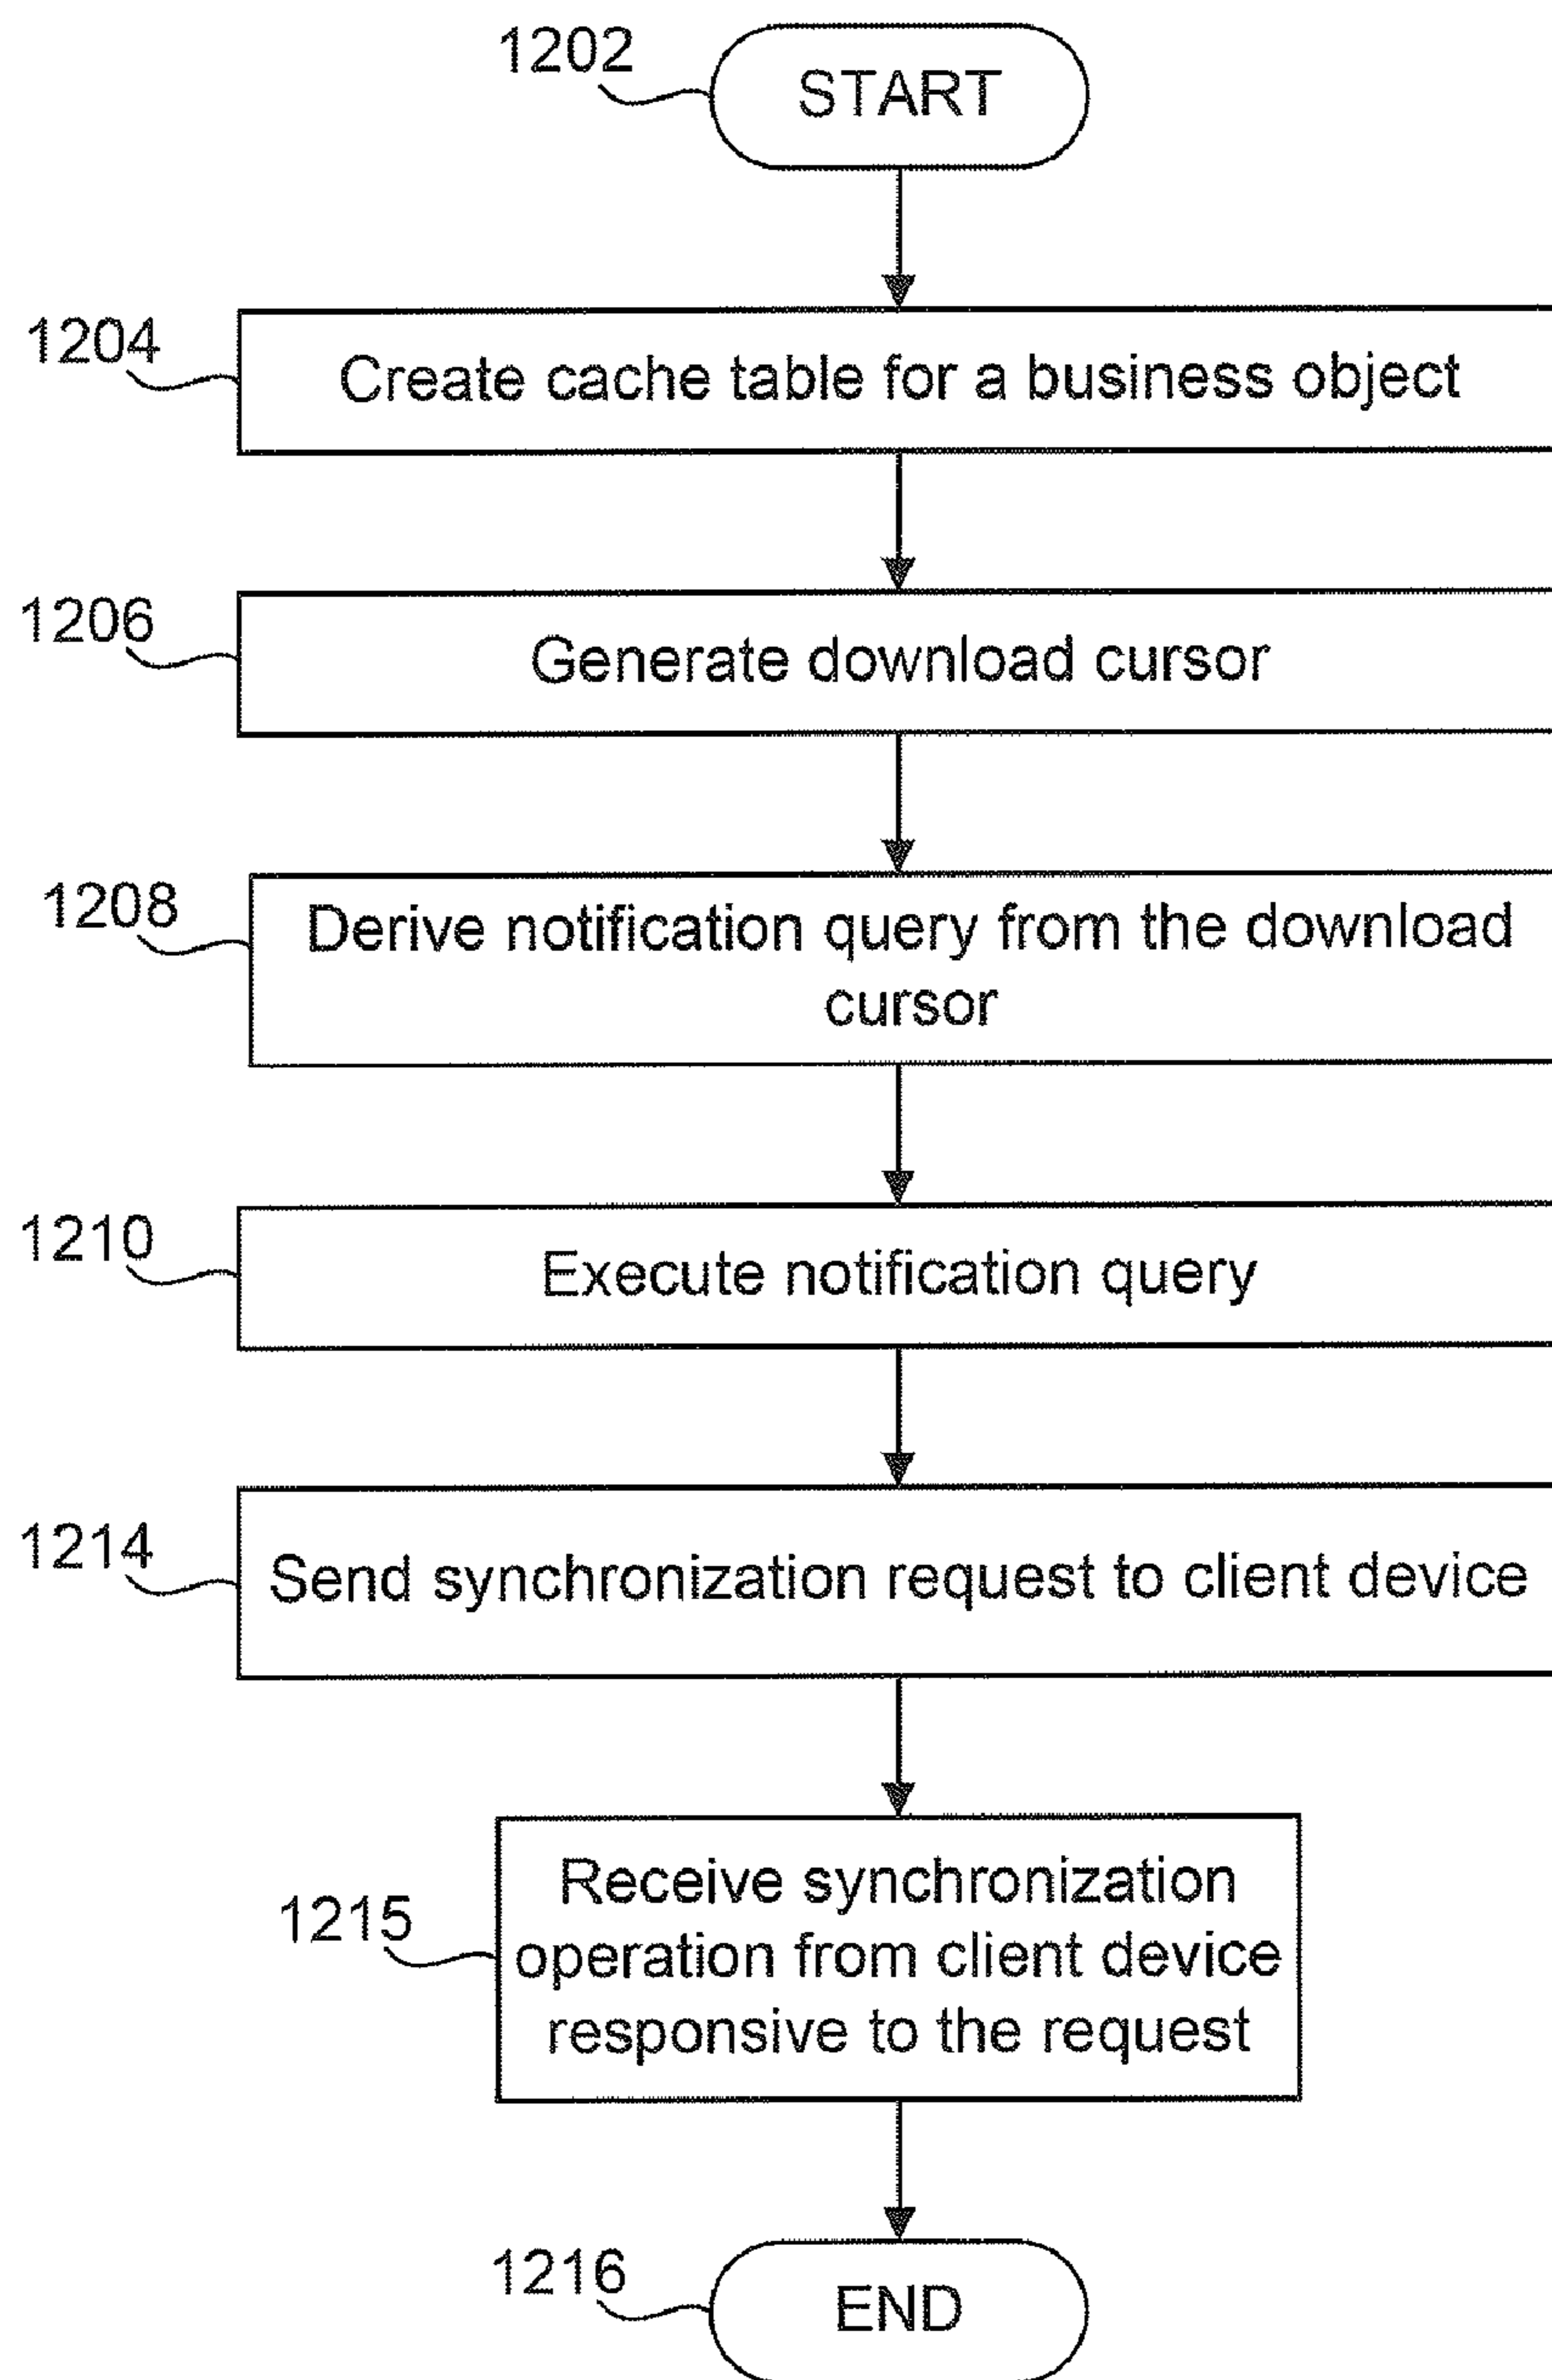 1202
START
1204
Create cache table for a business object
1206
Generate download cursor
1208
Derive notification query from the download
cursor
1210
Execute notification query
1214
Send synchronization request to client device
1215
Receive synchronization
operation from client device
responsive to the request
1216
END